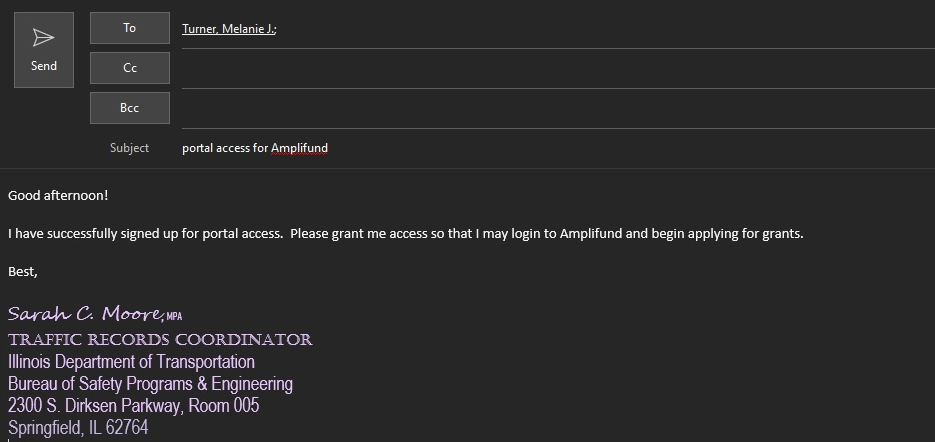 To Turner, Melanie J.;
Send
Cc
Bcc
Subject portal access for Amplifund
Good afternoon!
I have successfully signed up for portal access.  Please grant me access so that I may login to Amplifund and begin applying for grants.
Best,
Sarah C. Moore, MPA
TRAFFIC RECORDS COORDINATOR
Illinois Department of Transportation
Bureau of Safety Programs & Engineering
2300 S. Dirksen Parkway, Room 005
Springfield, IL 62764